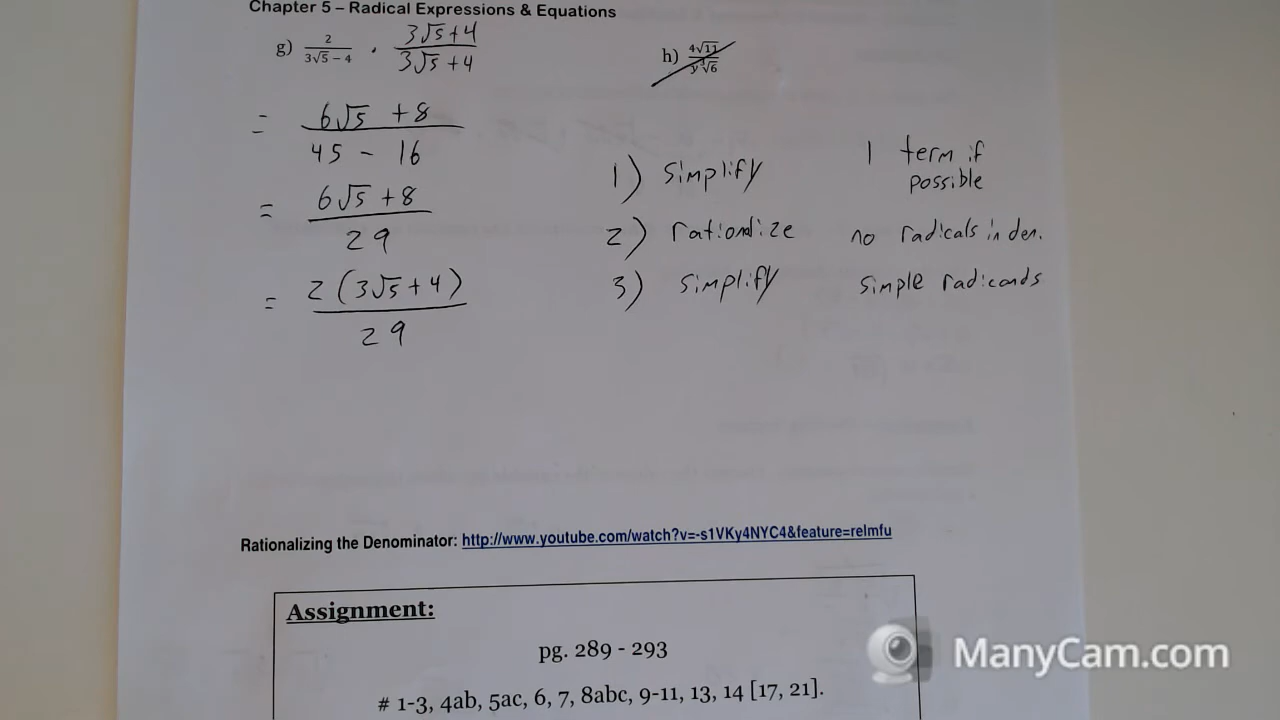 Chapter 5 – Radical Expressions & Equations
g) 2/(3√5 − 4) · (3√5 + 4)/(3√5 + 4)
h) 4√11/(y∛6)
= (6√5 + 8)/(45 − 16)
= (6√5 + 8)/29
= 2(3√5 + 4)/29
1) simplify 1 term if possible
2) rationalize no radicals in den.
3) simplify simple radicands
Rationalizing the Denominator: http://www.youtube.com/watch?v=-s1VKy4NYC4&feature=relmfu
Assignment:
pg. 289 - 293
# 1-3, 4ab, 5ac, 6, 7, 8abc, 9-11, 13, 14 [17, 21].
ManyCam.com